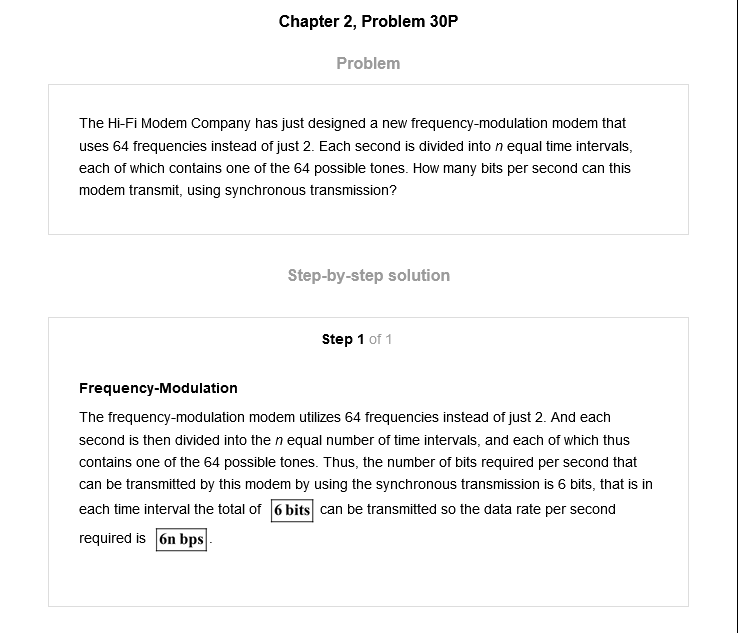 Chapter 2, Problem 30P
Problem
The Hi-Fi Modem Company has just designed a new frequency-modulation modem that
uses 64 frequencies instead of just 2. Each second is divided into n equal time intervals,
each of which contains one of the 64 possible tones. How many bits per second can this
modem transmit, using synchronous transmission?
Step-by-step solution
Step 1 of 1
Frequency-Modulation
The frequency-modulation modem utilizes 64 frequencies instead of just 2. And each
second is then divided into the n equal number of time intervals, and each of which thus
contains one of the 64 possible tones. Thus, the number of bits required per second that
can be transmitted by this modem by using the synchronous transmission is 6 bits, that is in
each time interval the total of 6 bits can be transmitted so the data rate per second
required is 6n bps.